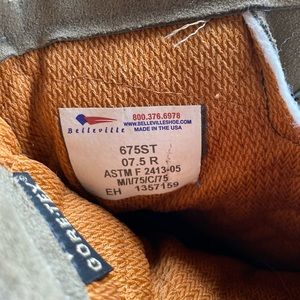 800.376.6978
WWW.BELLEVILLESHOE.COM
MADE IN THE USA
Belleville
675ST
07.5 R
ASTM F 2413-05
M/I/75/C/75
EH 1357159
GORE-TEX